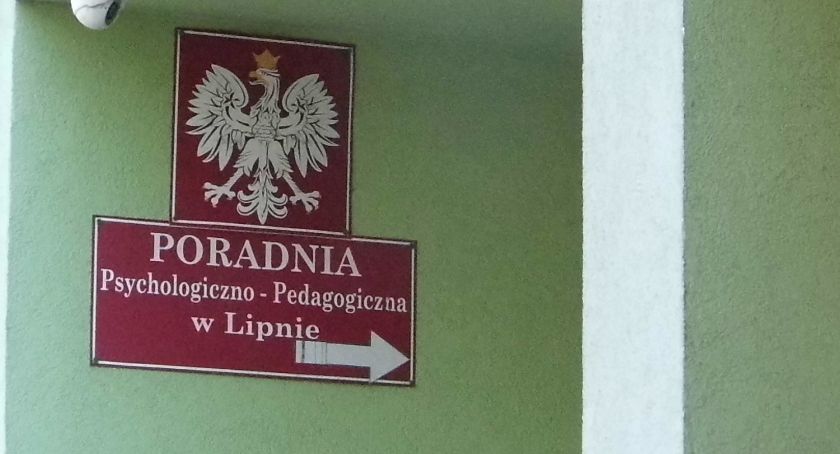 PORADNIA
Psychologiczno - Pedagogiczna
w Lipnie